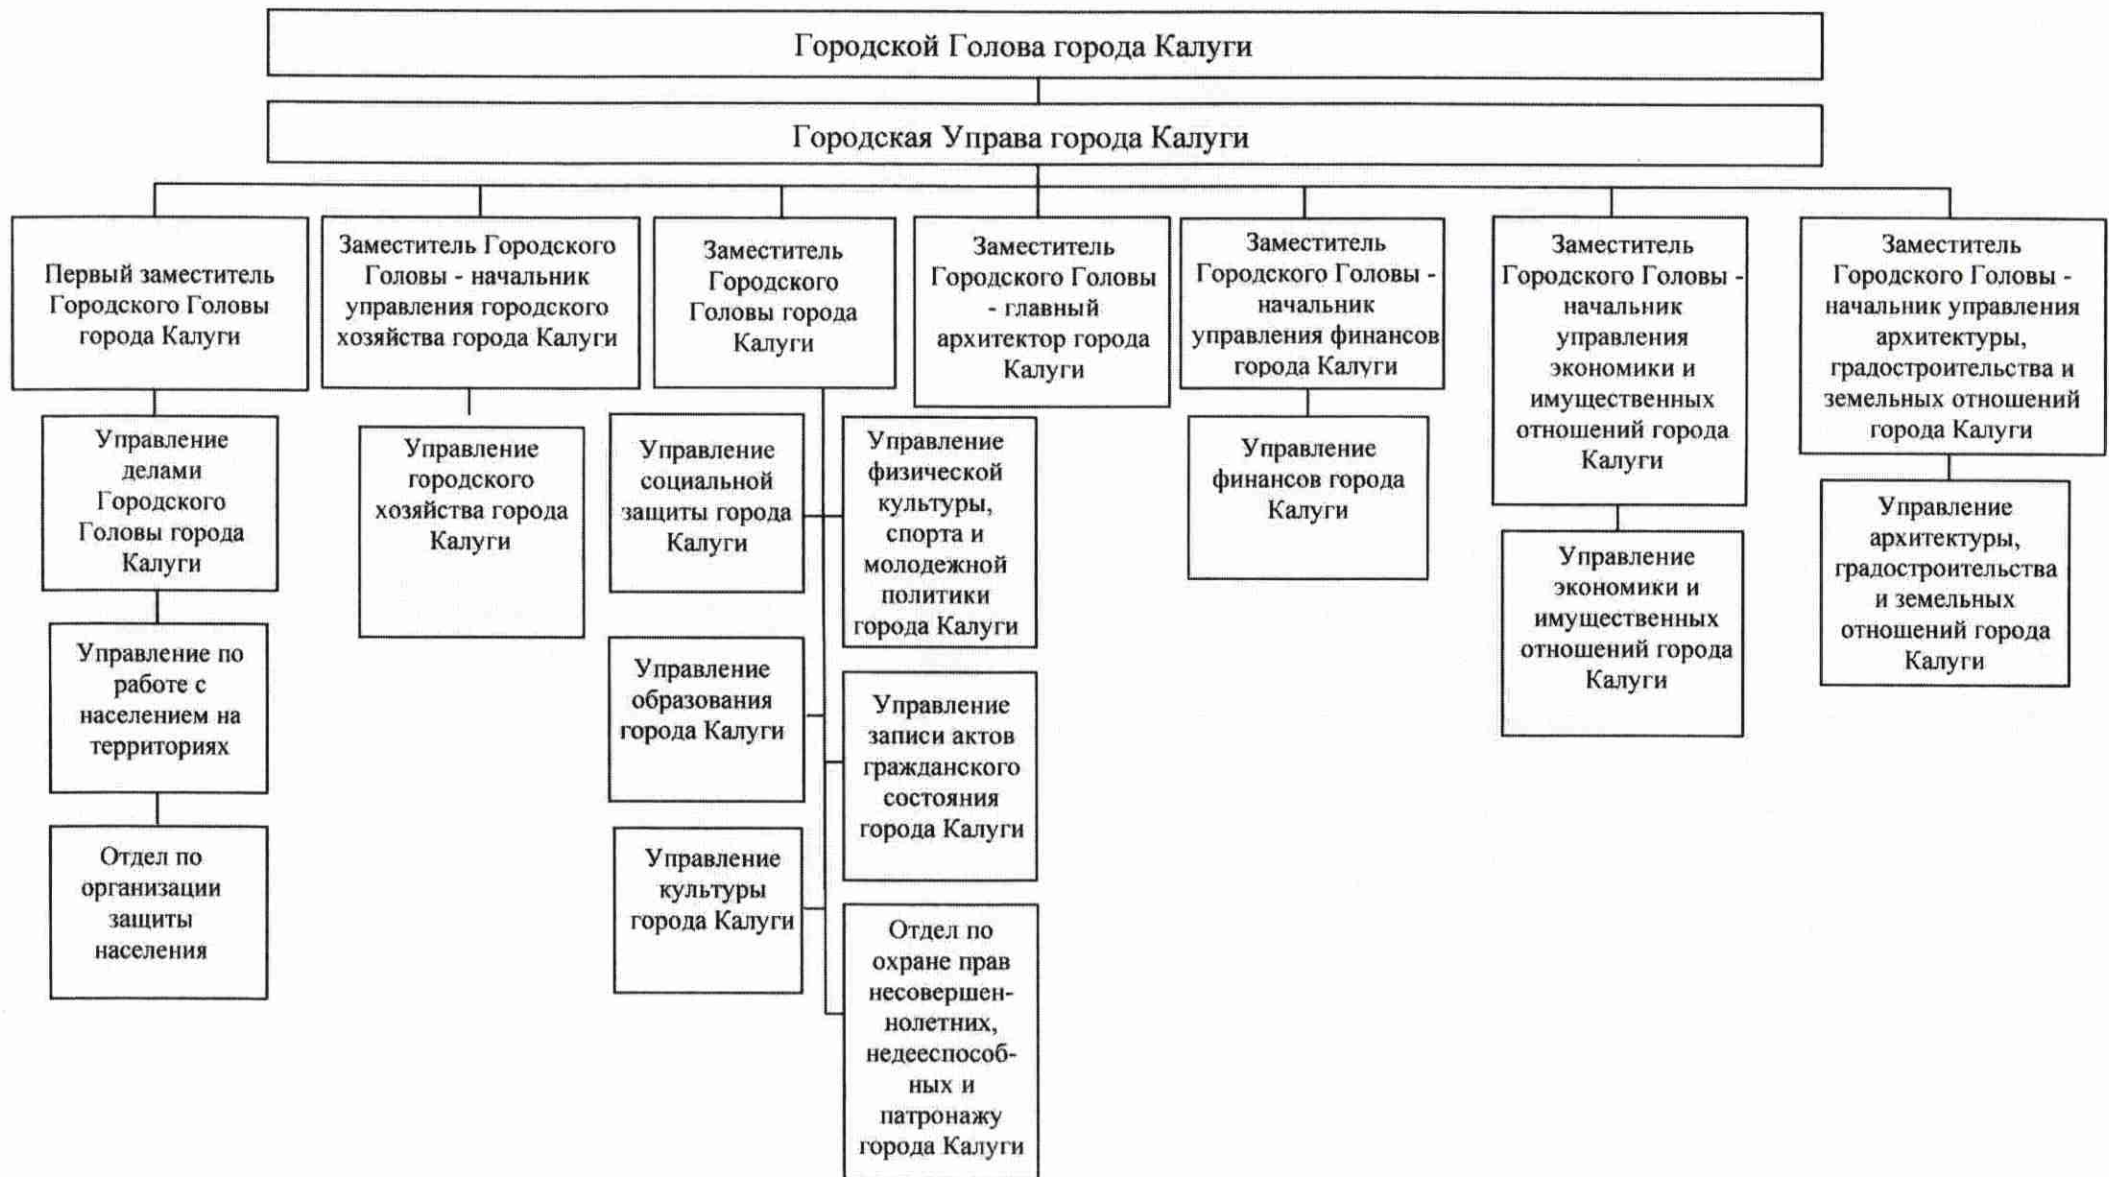 Городской Голова города Калуги
Городская Управа города Калуги
Первый заместитель
Городского Головы
города Калуги
Заместитель Городского
Головы - начальник
управления городского
хозяйства города Калуги
Заместитель
Городского
Головы города
Калуги
Заместитель
Городского Головы
- главный
архитектор города
Калуги
Заместитель
Городского Головы -
начальник
управления финансов
города Калуги
Заместитель
Городского Головы -
начальник
управления
экономики и
имущественных
отношений города
Калуги
Заместитель
Городского Головы -
начальник управления
архитектуры,
градостроительства и
земельных отношений
города Калуги
Управление
делами
Городского
Головы города
Калуги
Управление по
работе с
населением на
территориях
Отдел по
организации
защиты
населения
Управление
городского
хозяйства города
Калуги
Управление
социальной
защиты города
Калуги
Управление
образования
города Калуги
Управление
культуры
города Калуги
Управление
физической
культуры,
спорта и
молодежной
политики
города Калуги
Управление
записи актов
гражданского
состояния
города Калуги
Отдел по
охране прав
несовершен-
нолетних,
недееспособ-
ных и
патронажу
города Калуги
Управление
финансов города
Калуги
Управление
экономики и
имущественных
отношений города
Калуги
Управление
архитектуры,
градостроительства
и земельных
отношений города
Калуги